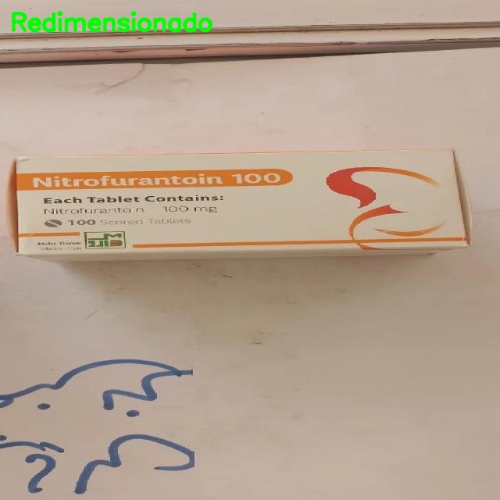 Redimensionado
Nitrofurantoin 100
Each Tablet Contains:
Nitrofurantoin 100 mg
100 Scored Tablets